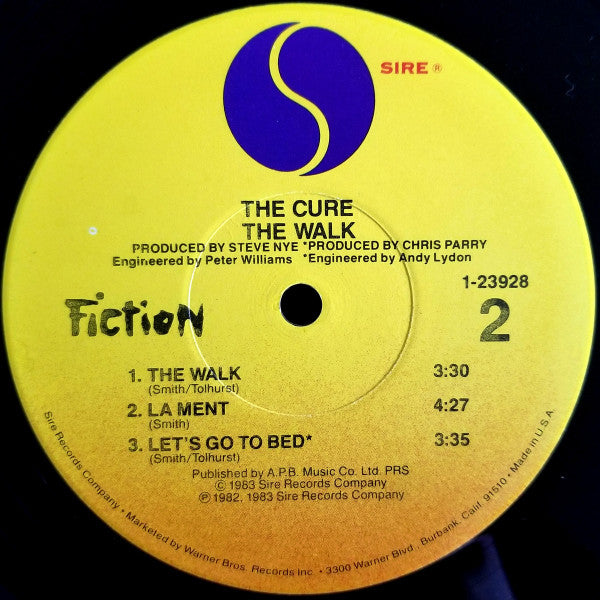 SIRE ®
THE CURE
THE WALK
PRODUCED BY STEVE NYE *PRODUCED BY CHRIS PARRY
Engineered by Peter Williams *Engineered by Andy Lydon
1-23928
Fiction
2
1. THE WALK 3:30
(Smith/Tolhurst)
2. LA MENT 4:27
(Smith)
3. LET'S GO TO BED* 3:35
(Smith/Tolhurst)
Published by A.P.B. Music Co. Ltd. PRS
© 1983 Sire Records Company
℗ 1982, 1983 Sire Records Company
Sire Records Company • Marketed by Warner Bros. Records Inc. • 3300 Warner Blvd., Burbank, Calif. 91510 • Made in U.S.A.